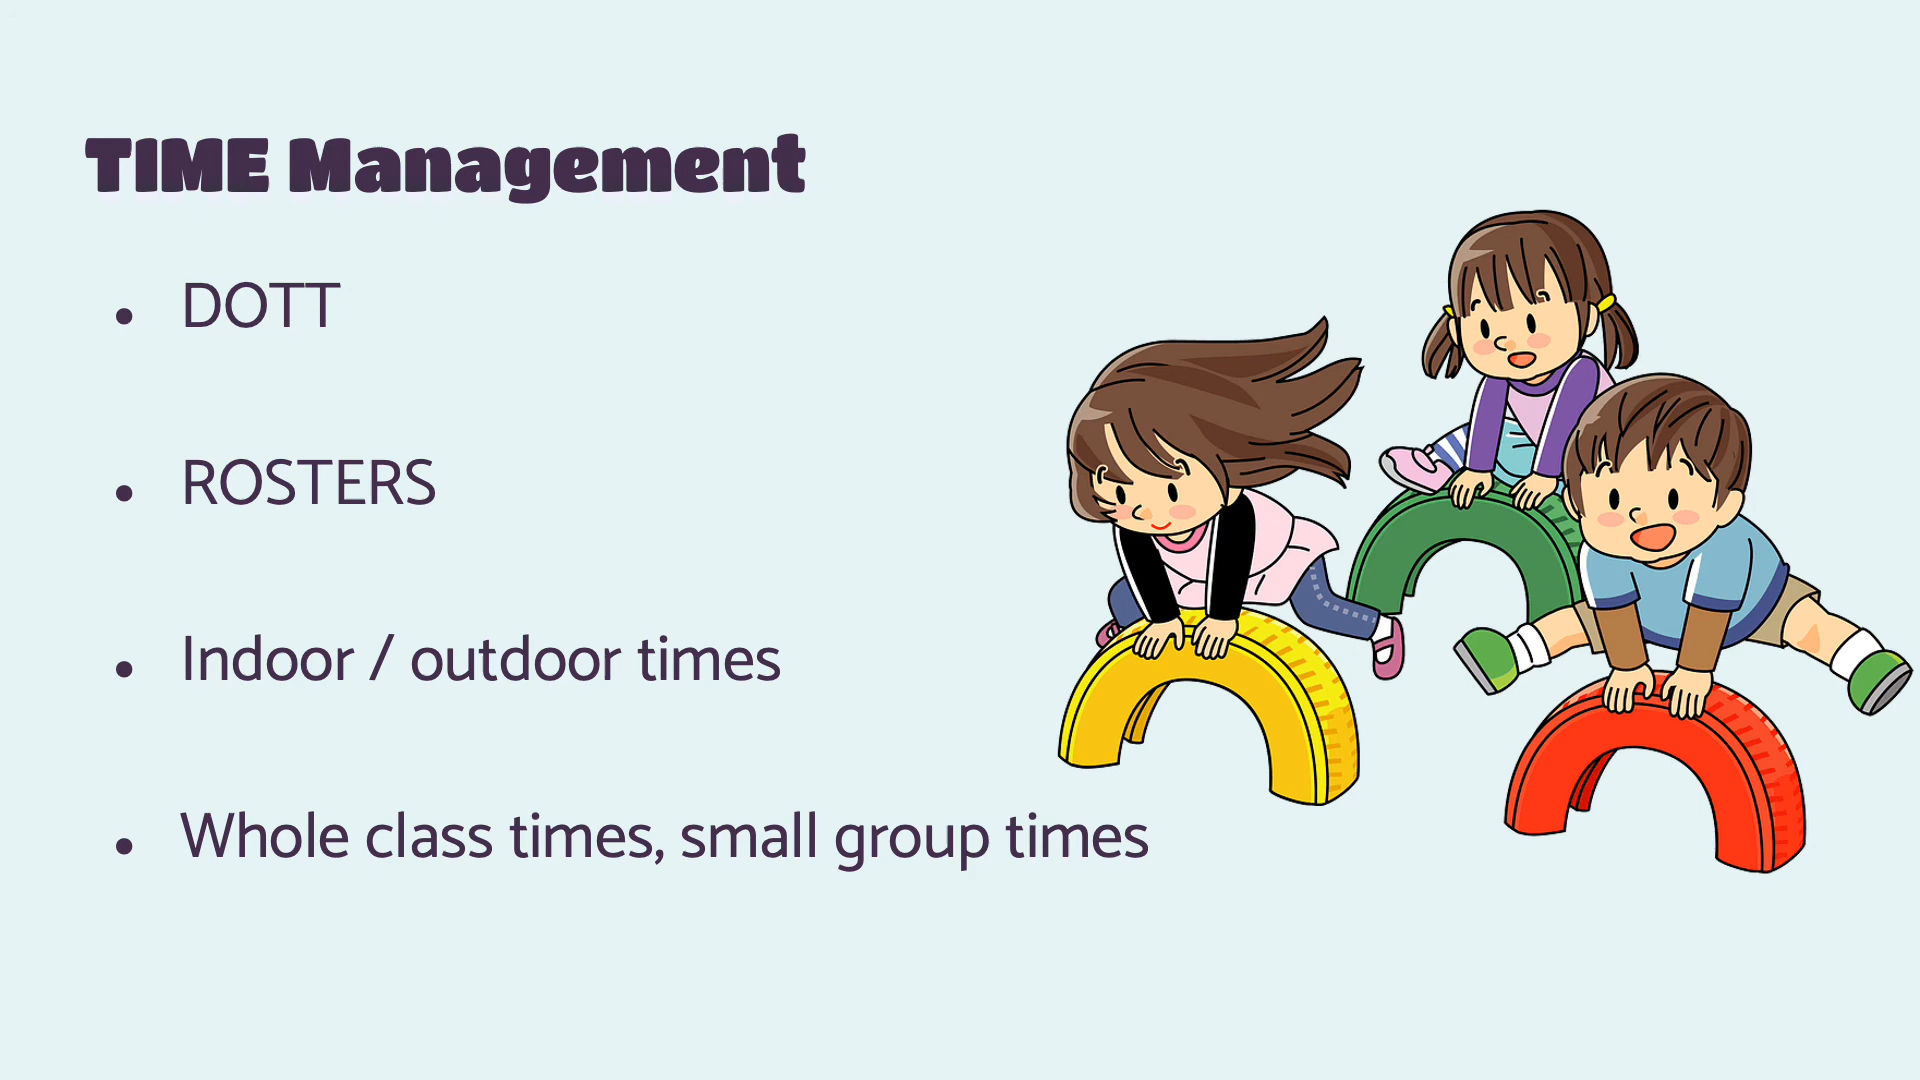 TIME Management
• DOTT
• ROSTERS
• Indoor / outdoor times
• Whole class times, small group times